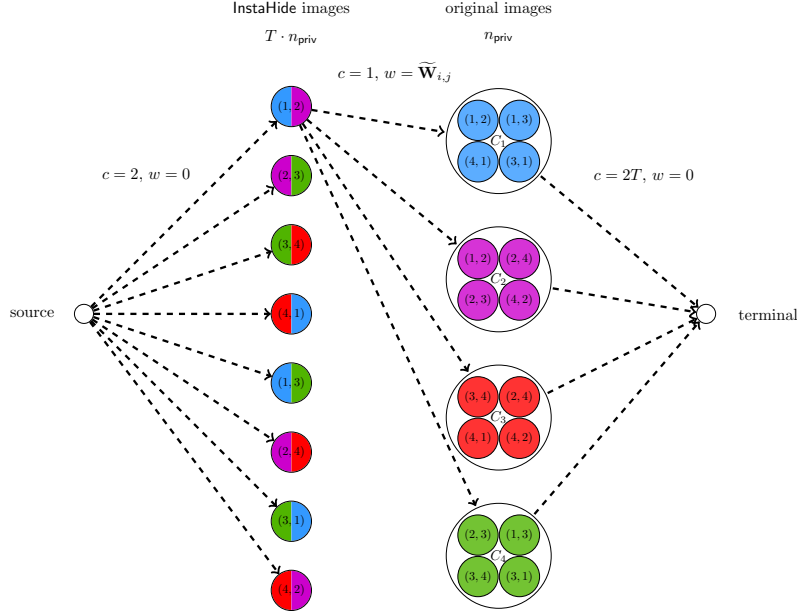 InstaHide images
T · n_priv
original images
n_priv
c = 1, w = W̃_{i,j}
c = 2, w = 0
c = 2T, w = 0
source
terminal
(1, 2)
(2, 3)
(3, 4)
(4, 1)
(1, 3)
(2, 4)
(3, 1)
(4, 2)
(1, 2) (1, 3)
C_1
(4, 1) (3, 1)
(1, 2) (2, 4)
C_2
(2, 3) (4, 2)
(3, 4) (2, 4)
C_3
(4, 1) (4, 2)
(2, 3) (1, 3)
C_4
(3, 4) (3, 1)